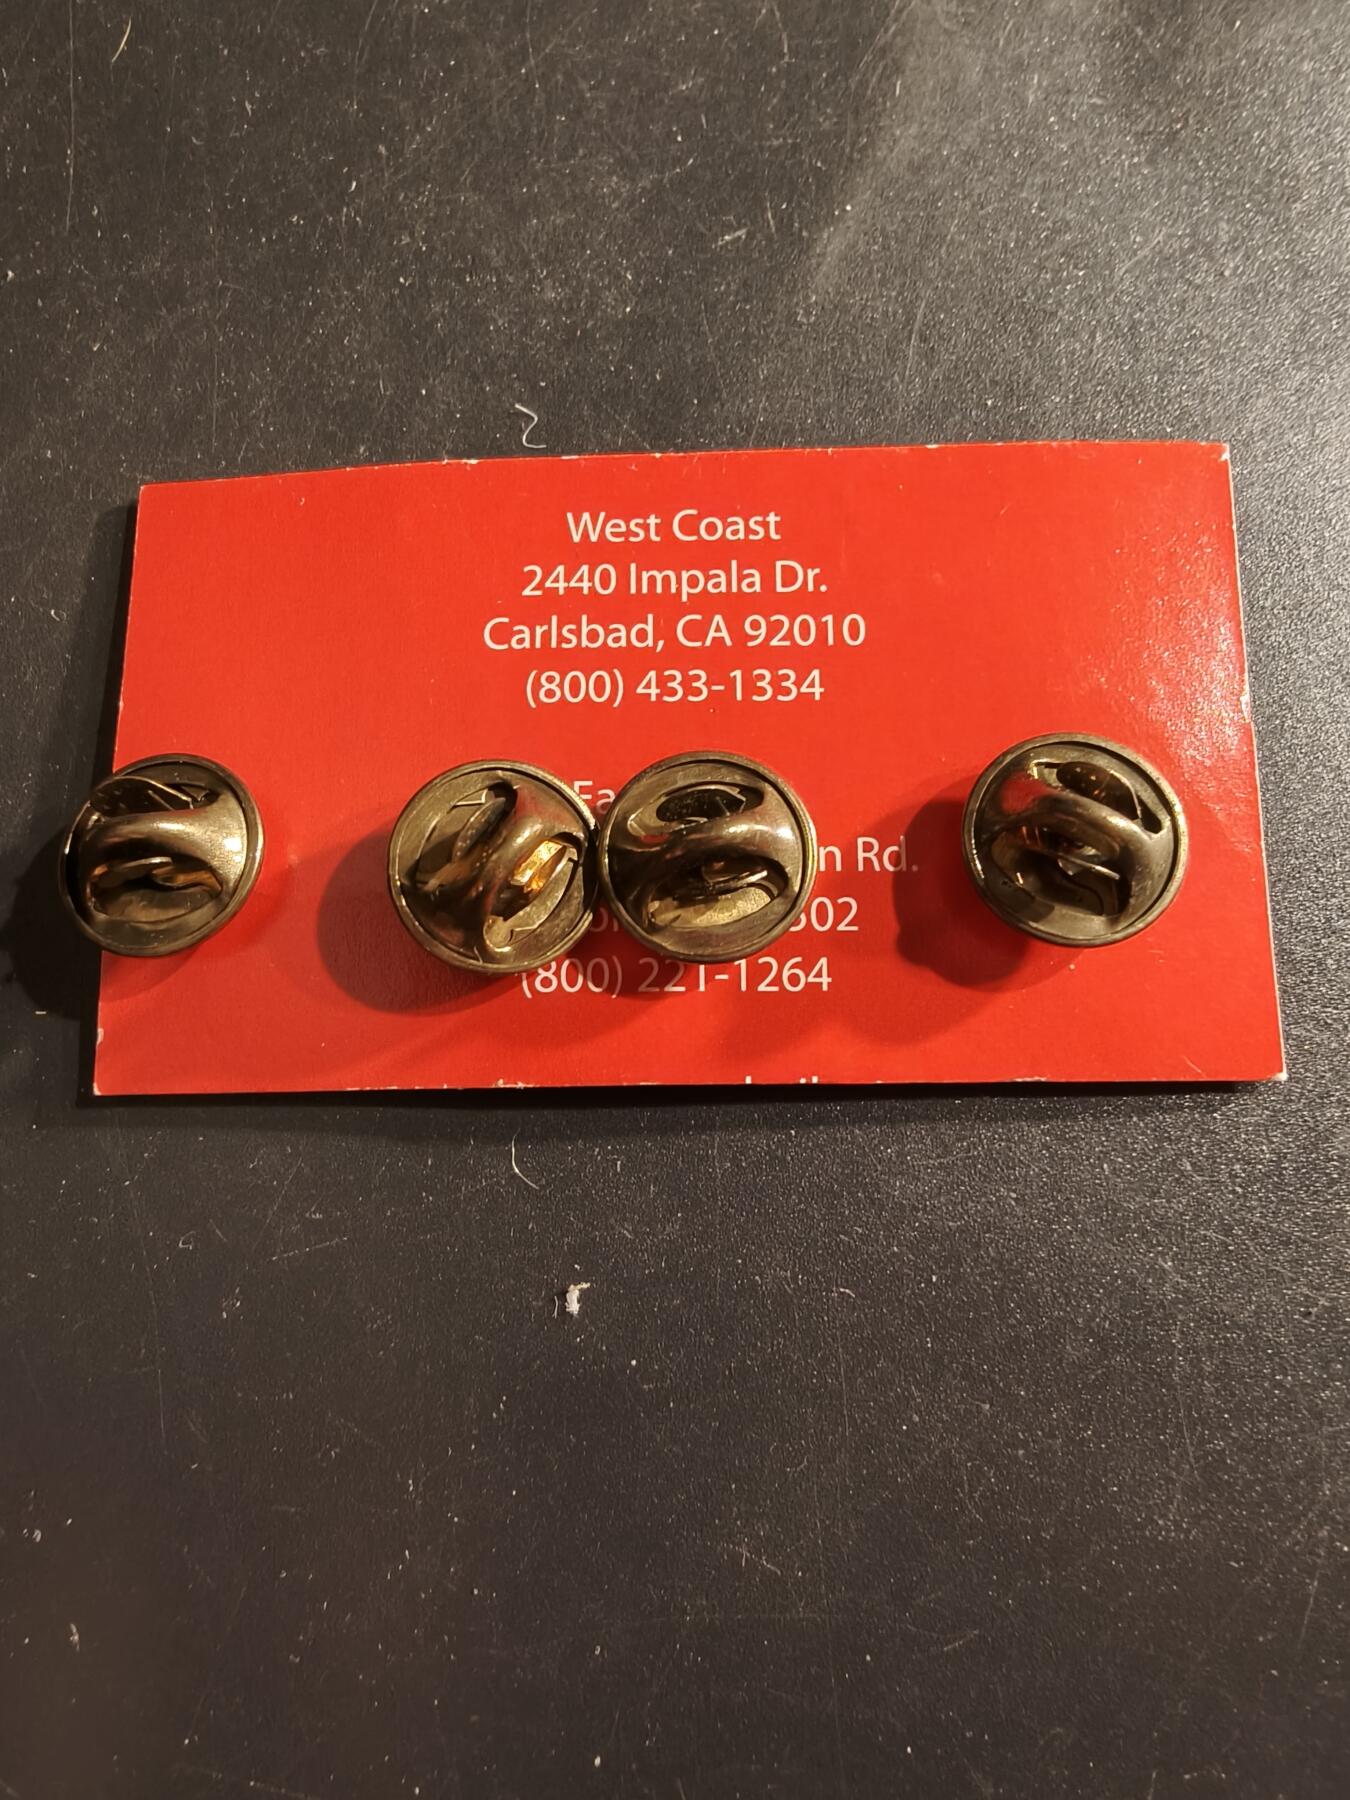 West Coast
2440 Impala Dr.
Carlsbad, CA 92010
(800) 433-1334
Rd.
(800) 221-1264